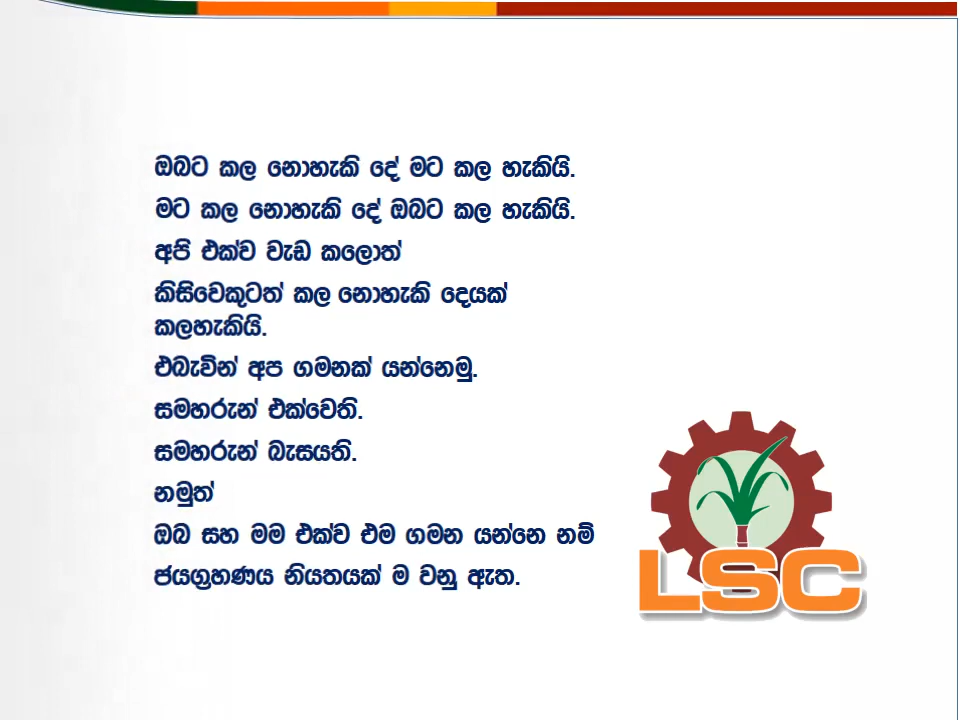 ඔබට කල නොහැකි දේ මට කල හැකියි.
මට කල නොහැකි දේ ඔබට කල හැකියි.
අපි එක්ව වැඩ කලොත්
කිසිවෙකුටත් කල නොහැකි දෙයක්
කලහැකියි.
එබැවින් අප ගමනක් යන්නෙමු.
සමහරුන් එක්වෙති.
සමහරුන් බැසයති.
නමුත්
ඔබ සහ මම එක්ව එම ගමන යන්නෙ නම්
ජයග්‍රහණය නියතයක් ම වනු ඇත.
LSC